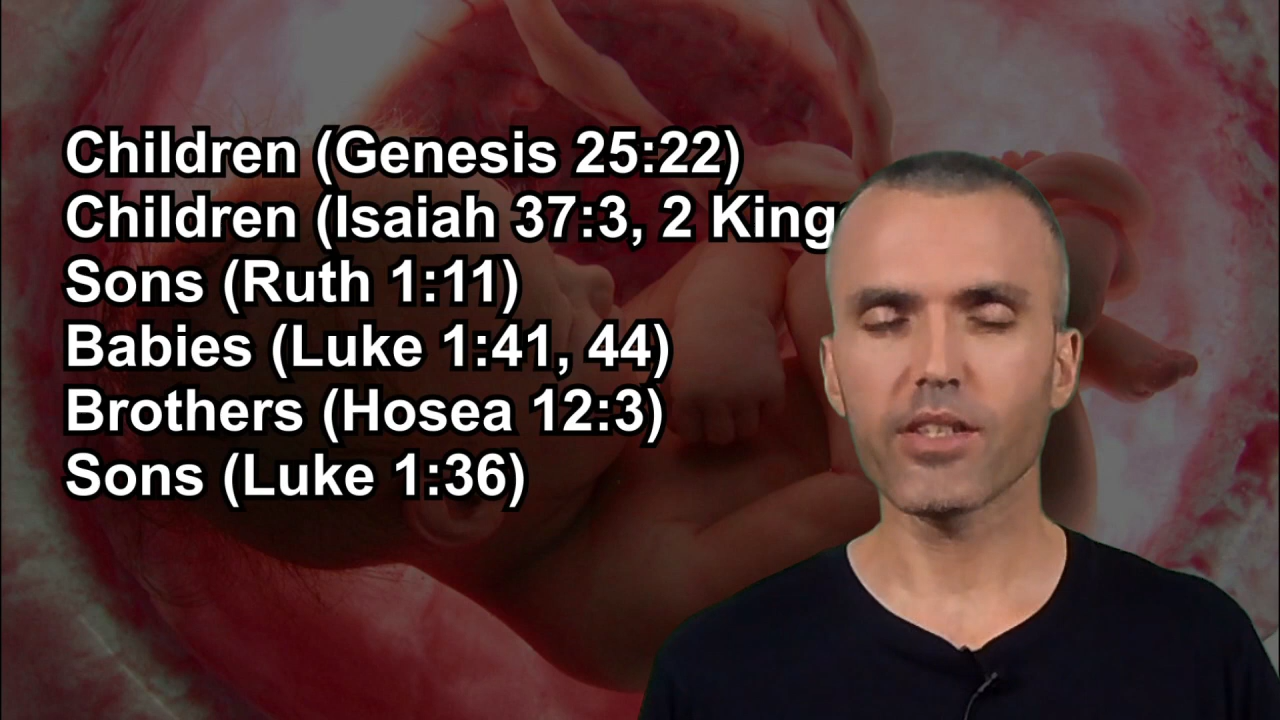 Children (Genesis 25:22)
Children (Isaiah 37:3, 2
Sons (Ruth 1:11)
Babies (Luke 1:41, 44)
Brothers (Hosea 12:3)
Sons (Luke 1:36)